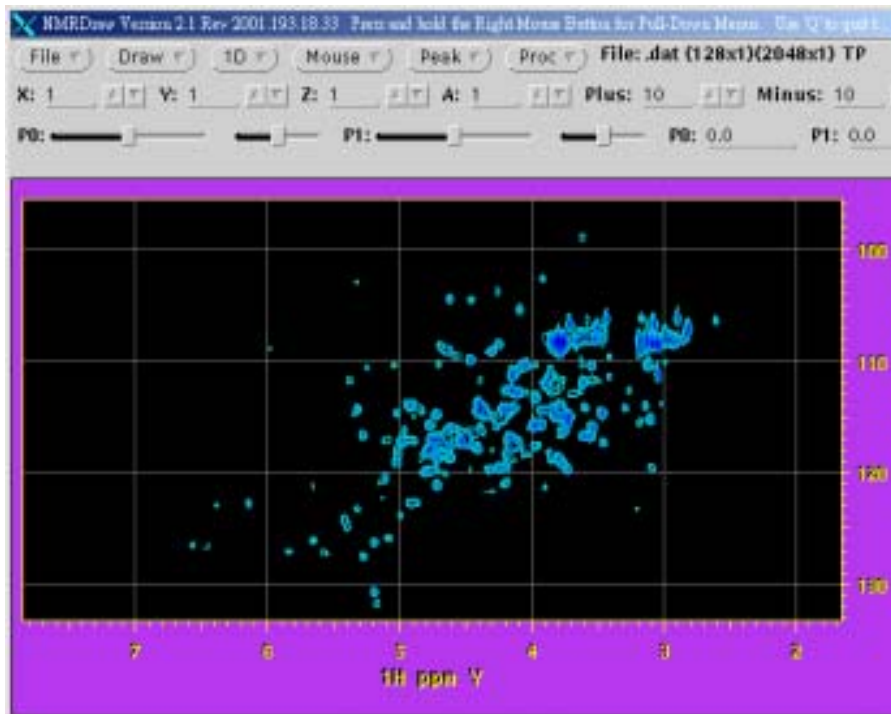 NMRDraw Version 2.1 Rev 2001.193.18.33 Press and hold the Right Mouse Button for Pull-Down Menus. Use 'Q' to quit
File Draw 1D Mouse Peak Proc File: .dat (128x1)(2048x1) TP
X: 1 Y: 1 Z: 1 A: 1 Plus: 10 Minus: 10
P0: P1: P0: 0.0 P1: 0.0
100
110
120
130
7 6 5 4 3 2
1H ppm Y